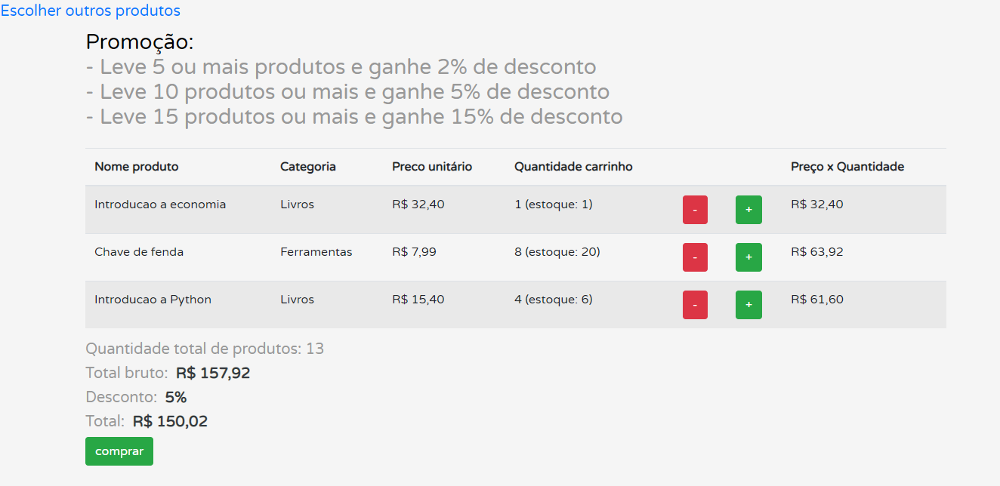 Escolher outros produtos
Promoção:
- Leve 5 ou mais produtos e ganhe 2% de desconto
- Leve 10 produtos ou mais e ganhe 5% de desconto
- Leve 15 produtos ou mais e ganhe 15% de desconto
Nome produto Categoria Preco unitário Quantidade carrinho Preço x Quantidade
Introducao a economia Livros R$ 32,40 1 (estoque: 1) - + R$ 32,40
Chave de fenda Ferramentas R$ 7,99 8 (estoque: 20) - + R$ 63,92
Introducao a Python Livros R$ 15,40 4 (estoque: 6) - + R$ 61,60
Quantidade total de produtos: 13
Total bruto: R$ 157,92
Desconto: 5%
Total: R$ 150,02
comprar